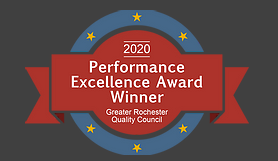 2020
Performance
Excellence Award
Winner
Greater Rochester
Quality Council